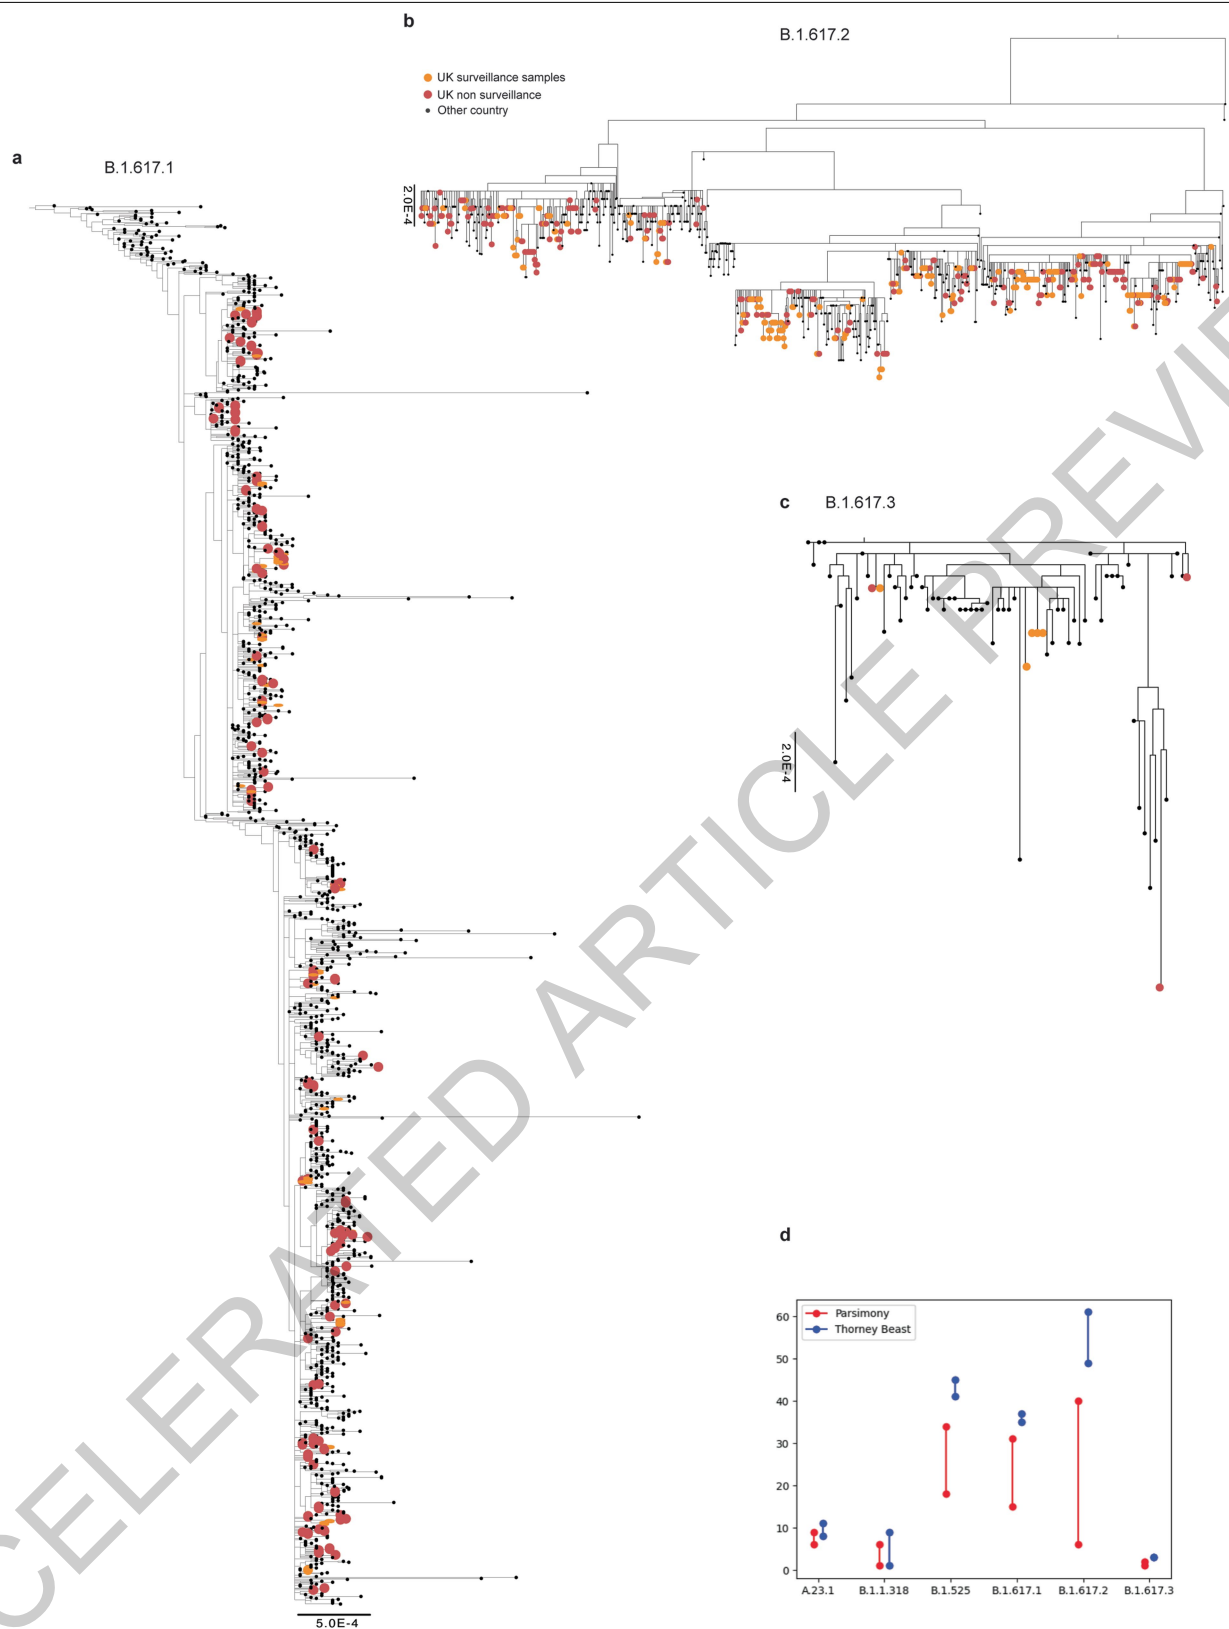 b
B.1.617.2
UK surveillance samples
UK non surveillance
Other country
a
B.1.617.1
2.0E-4
c
B.1.617.3
2.0E-4
CELERATED ARTICLE PREVIE
5.0E-4
d
Parsimony
Thorney Beast
60
50
40
30
20
10
0
A.23.1 B.1.1.318 B.1.525 B.1.617.1 B.1.617.2 B.1.617.3